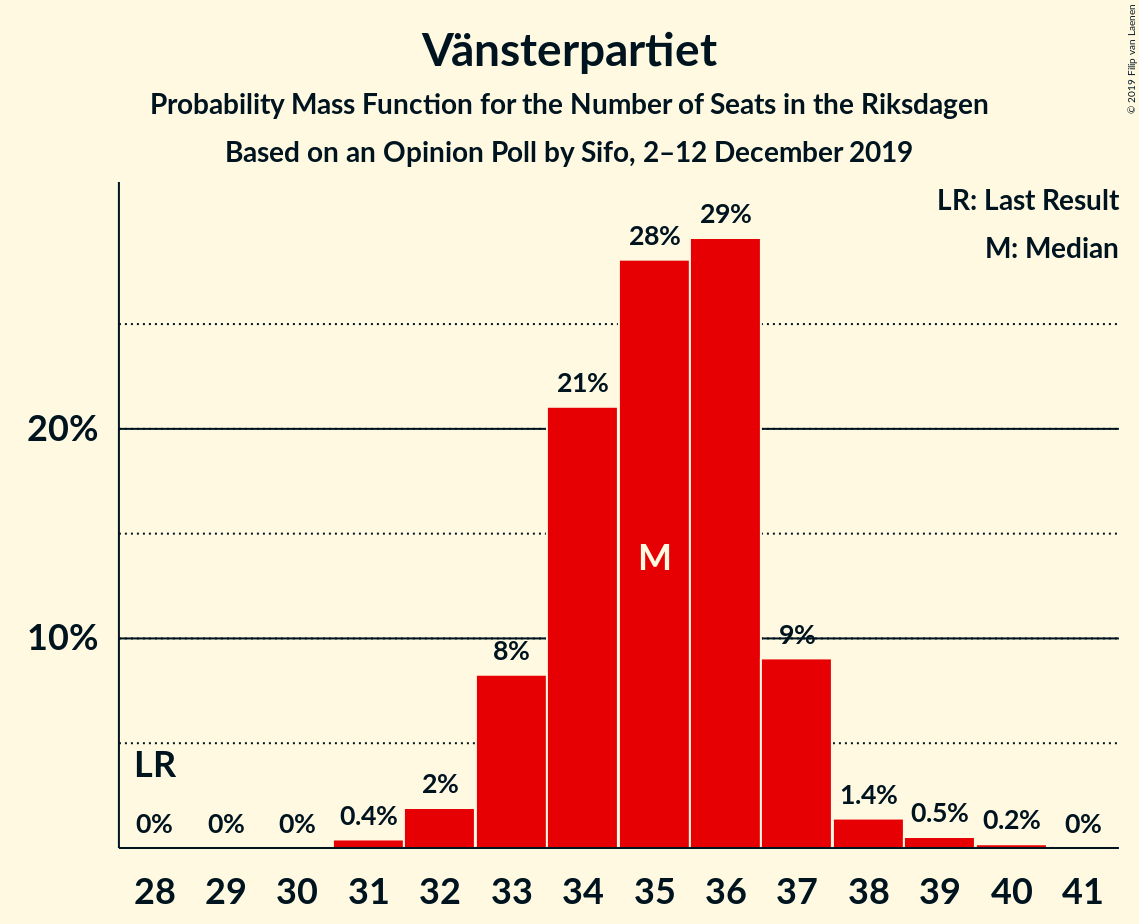 Vänsterpartiet
Probability Mass Function for the Number of Seats in the Riksdagen
Based on an Opinion Poll by Sifo, 2–12 December 2019
© 2019 Filip van Laenen
LR: Last Result
M: Median
29%
28%
21%
20%
M
10%
9%
8%
LR
2%
1.4%
0.4%
0.5%
0.2%
0% 0% 0% 0%
28 29 30 31 32 33 34 35 36 37 38 39 40 41